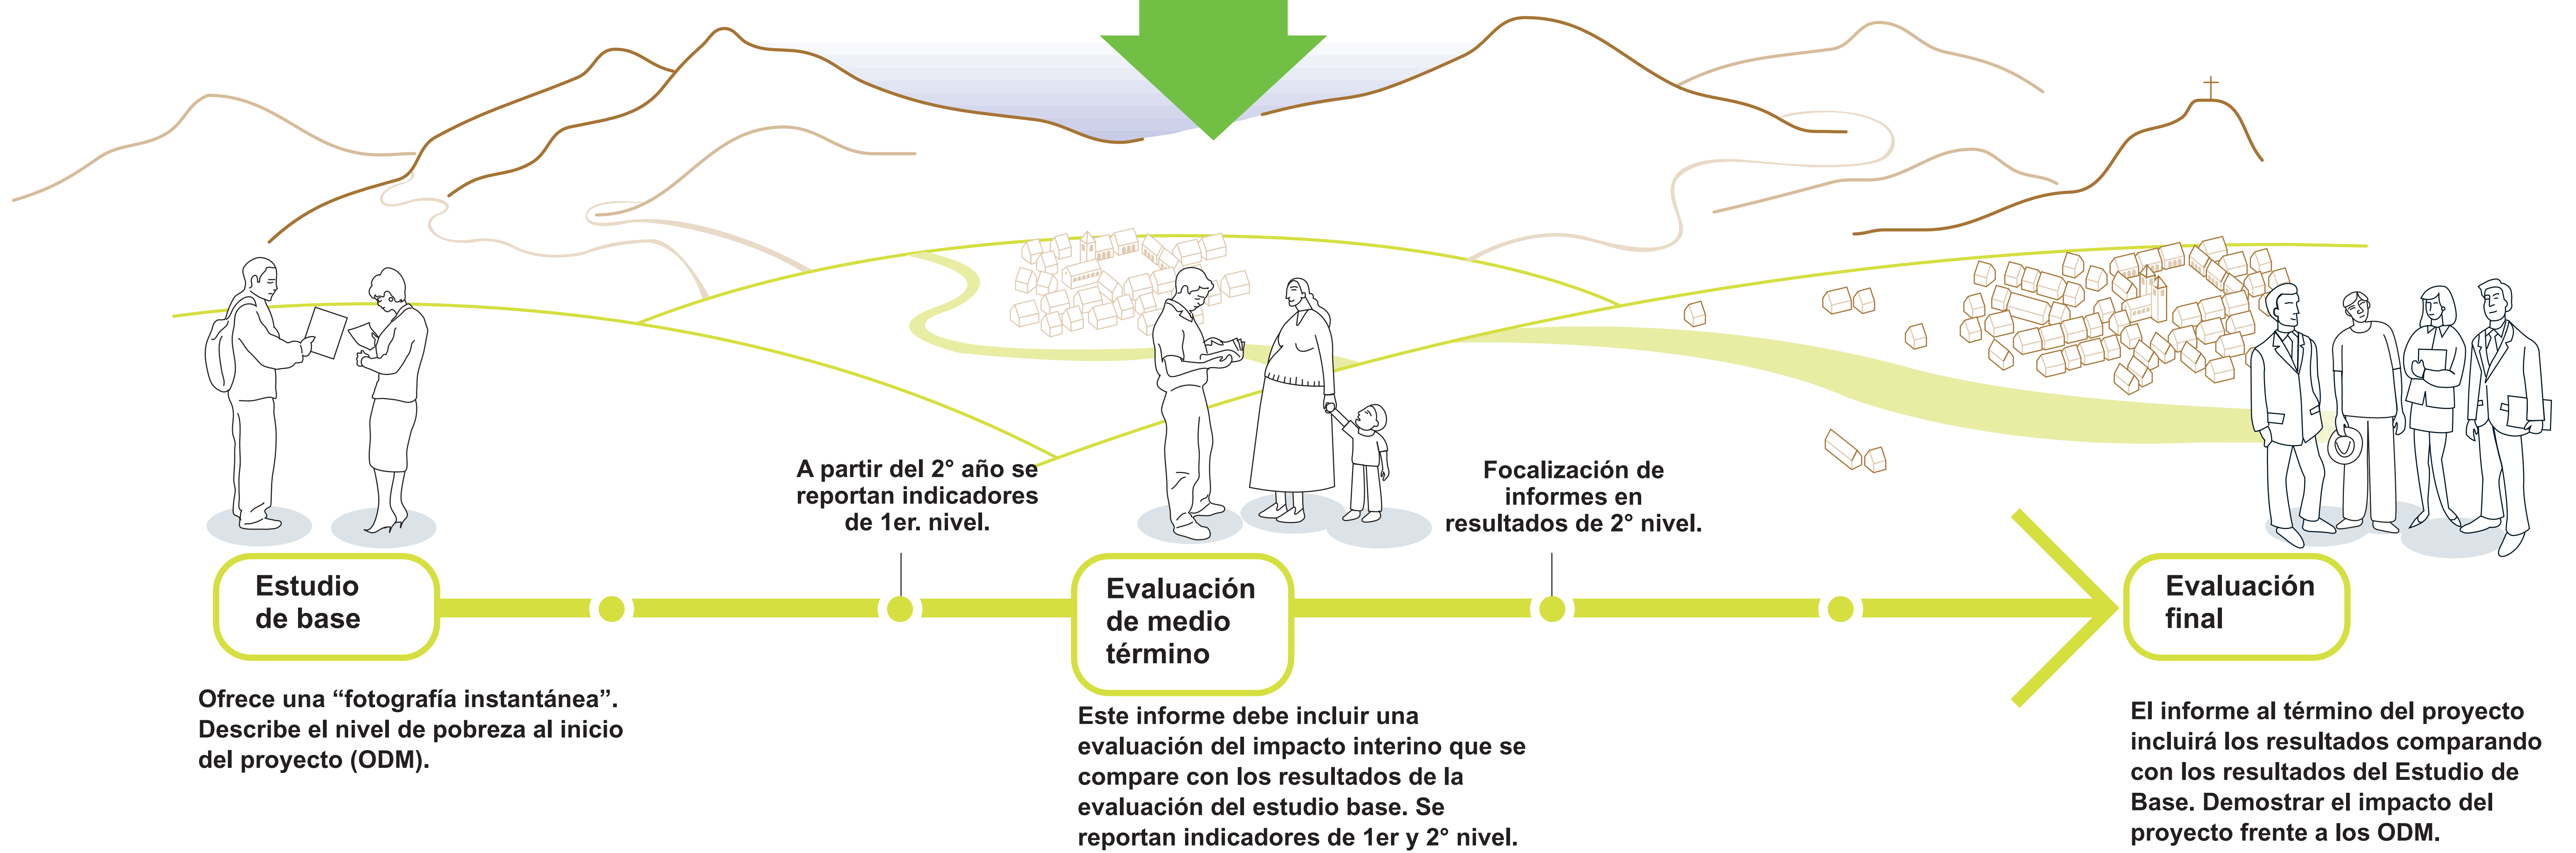 A partir del 2° año se
reportan indicadores
de 1er. nivel.
Focalización de
informes en
resultados de 2° nivel.
Estudio
de base
Evaluación
de medio
término
Evaluación
final
Ofrece una “fotografía instantánea”.
Describe el nivel de pobreza al inicio
del proyecto (ODM).
Este informe debe incluir una
evaluación del impacto interino que se
compare con los resultados de la
evaluación del estudio base. Se
reportan indicadores de 1er y 2° nivel.
El informe al término del proyecto
incluirá los resultados comparando
con los resultados del Estudio de
Base. Demostrar el impacto del
proyecto frente a los ODM.